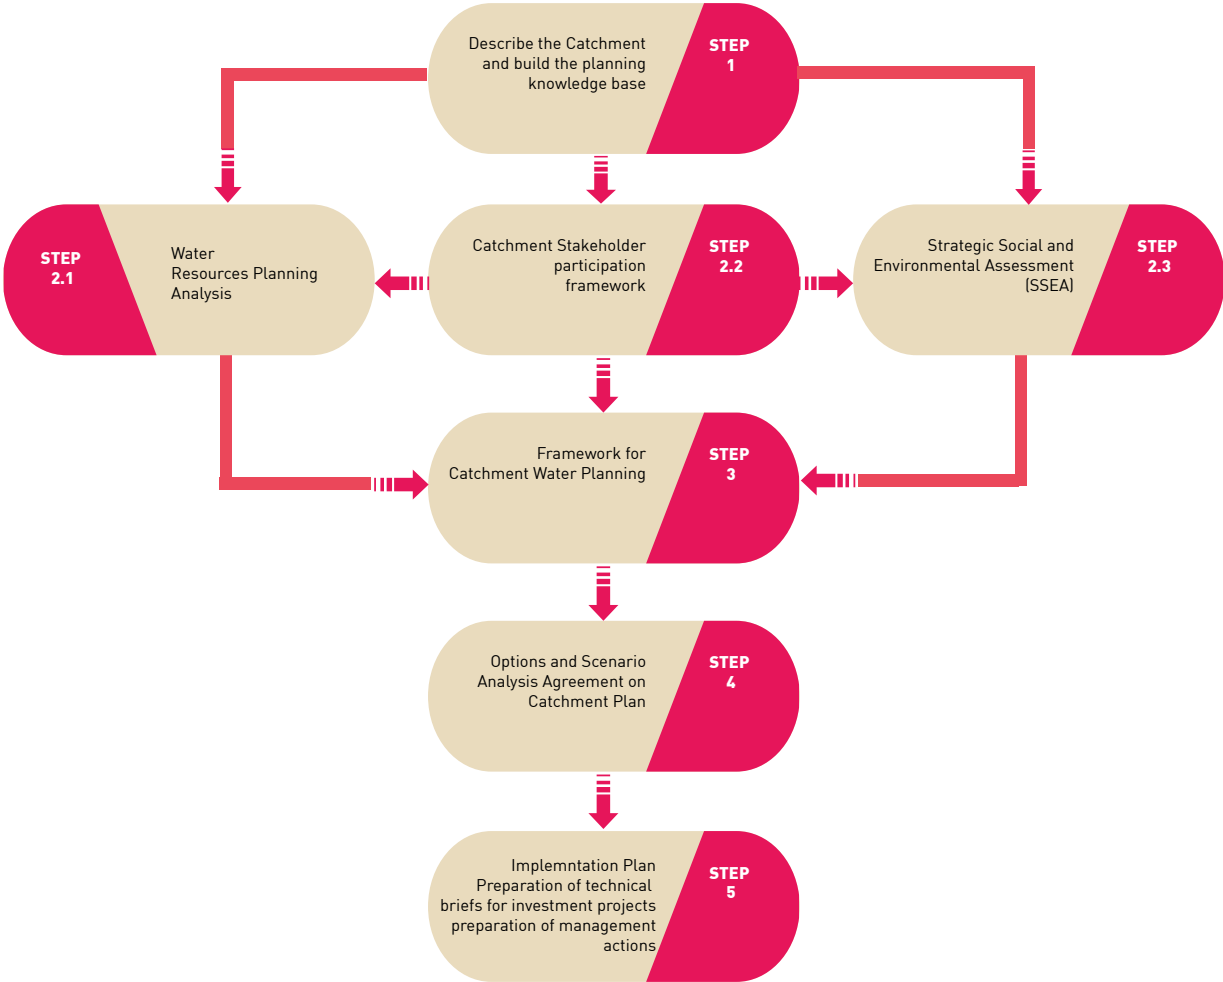 Describe the Catchment
and build the planning
knowledge base
STEP
1
STEP
2.1
Water
Resources Planning
Analysis
Catchment Stakeholder
participation
framework
STEP
2.2
Strategic Social and
Environmental Assessment
(SSEA)
STEP
2.3
Framework for
Catchment Water Planning
STEP
3
Options and Scenario
Analysis Agreement on
Catchment Plan
STEP
4
Implemntation Plan
Preparation of technical
briefs for investment projects
preparation of management
actions
STEP
5